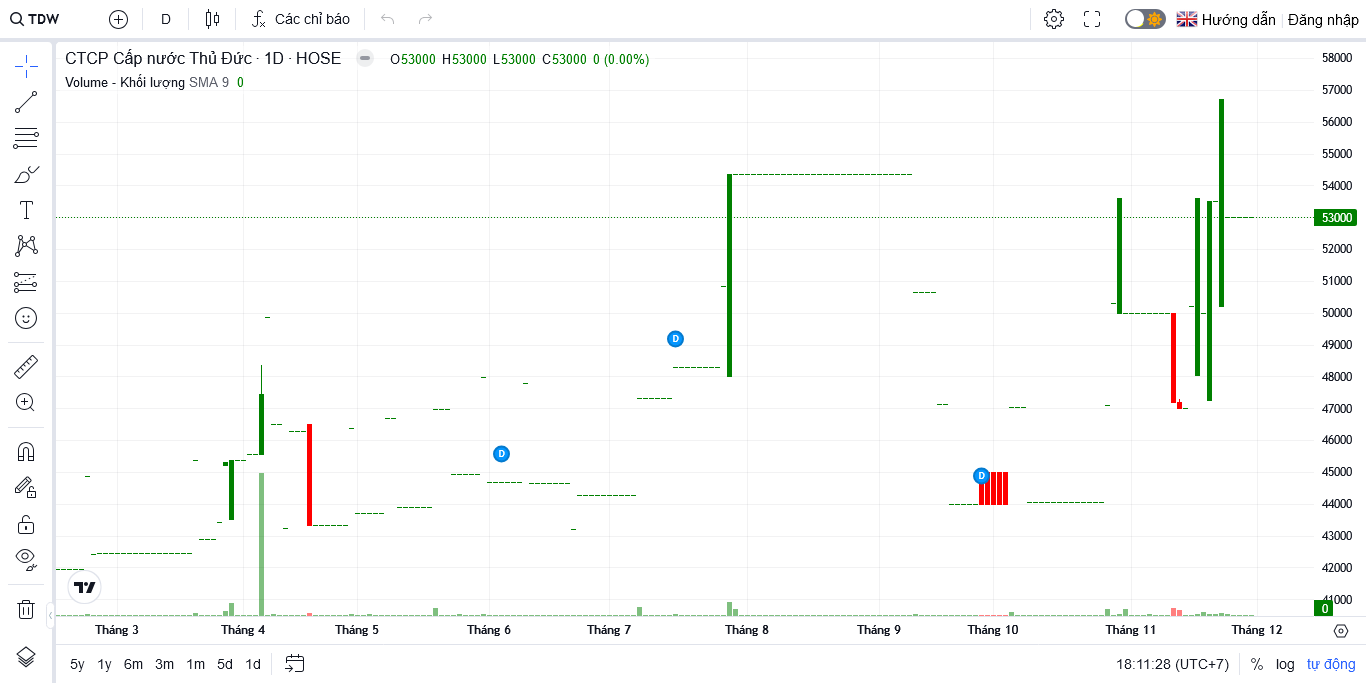 TDW D Các chỉ báo Hướng dẫn Đăng nhập
CTCP Cấp nước Thủ Đức · 1D · HOSE O53000 H53000 L53000 C53000 0 (0.00%)
Volume - Khối lượng SMA 9 0
58000
57000
56000
55000
54000
53000
52000
51000
50000
49000
48000
47000
46000
45000
44000
43000
42000
41000
0
D
D
D
Tháng 3 Tháng 4 Tháng 5 Tháng 6 Tháng 7 Tháng 8 Tháng 9 Tháng 10 Tháng 11 Tháng 12
5y 1y 6m 3m 1m 5d 1d 18:11:28 (UTC+7) % log tự động